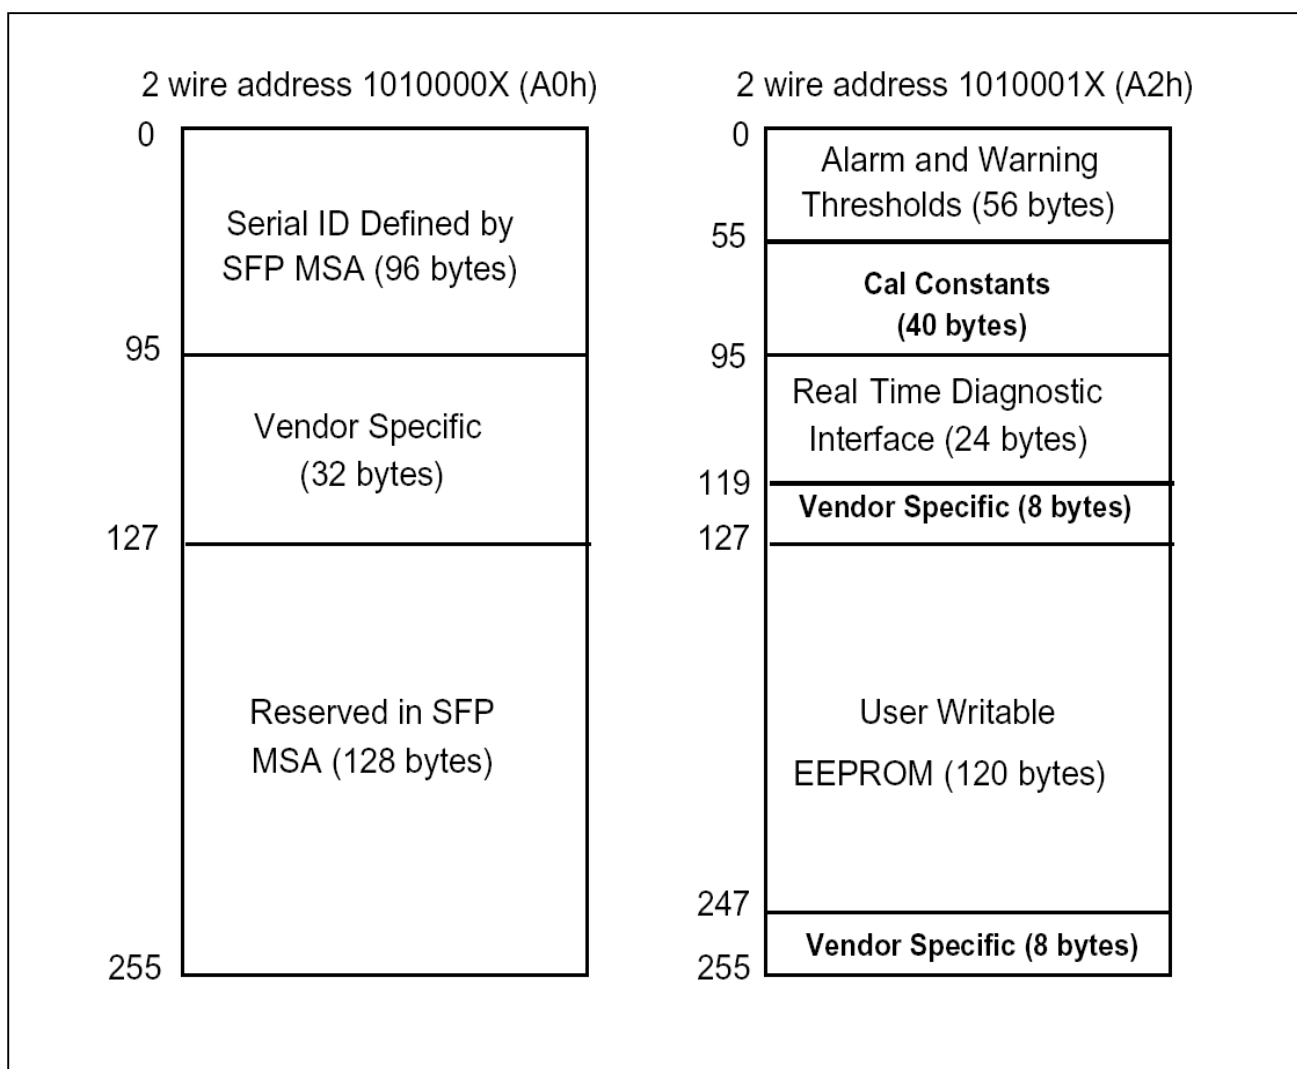 2 wire address 1010000X (A0h)
0
Serial ID Defined by
SFP MSA (96 bytes)
95
Vendor Specific
(32 bytes)
127
Reserved in SFP
MSA (128 bytes)
255
2 wire address 1010001X (A2h)
0
Alarm and Warning
Thresholds (56 bytes)
55
Cal Constants
(40 bytes)
95
Real Time Diagnostic
Interface (24 bytes)
119
Vendor Specific (8 bytes)
127
User Writable
EEPROM (120 bytes)
247
Vendor Specific (8 bytes)
255